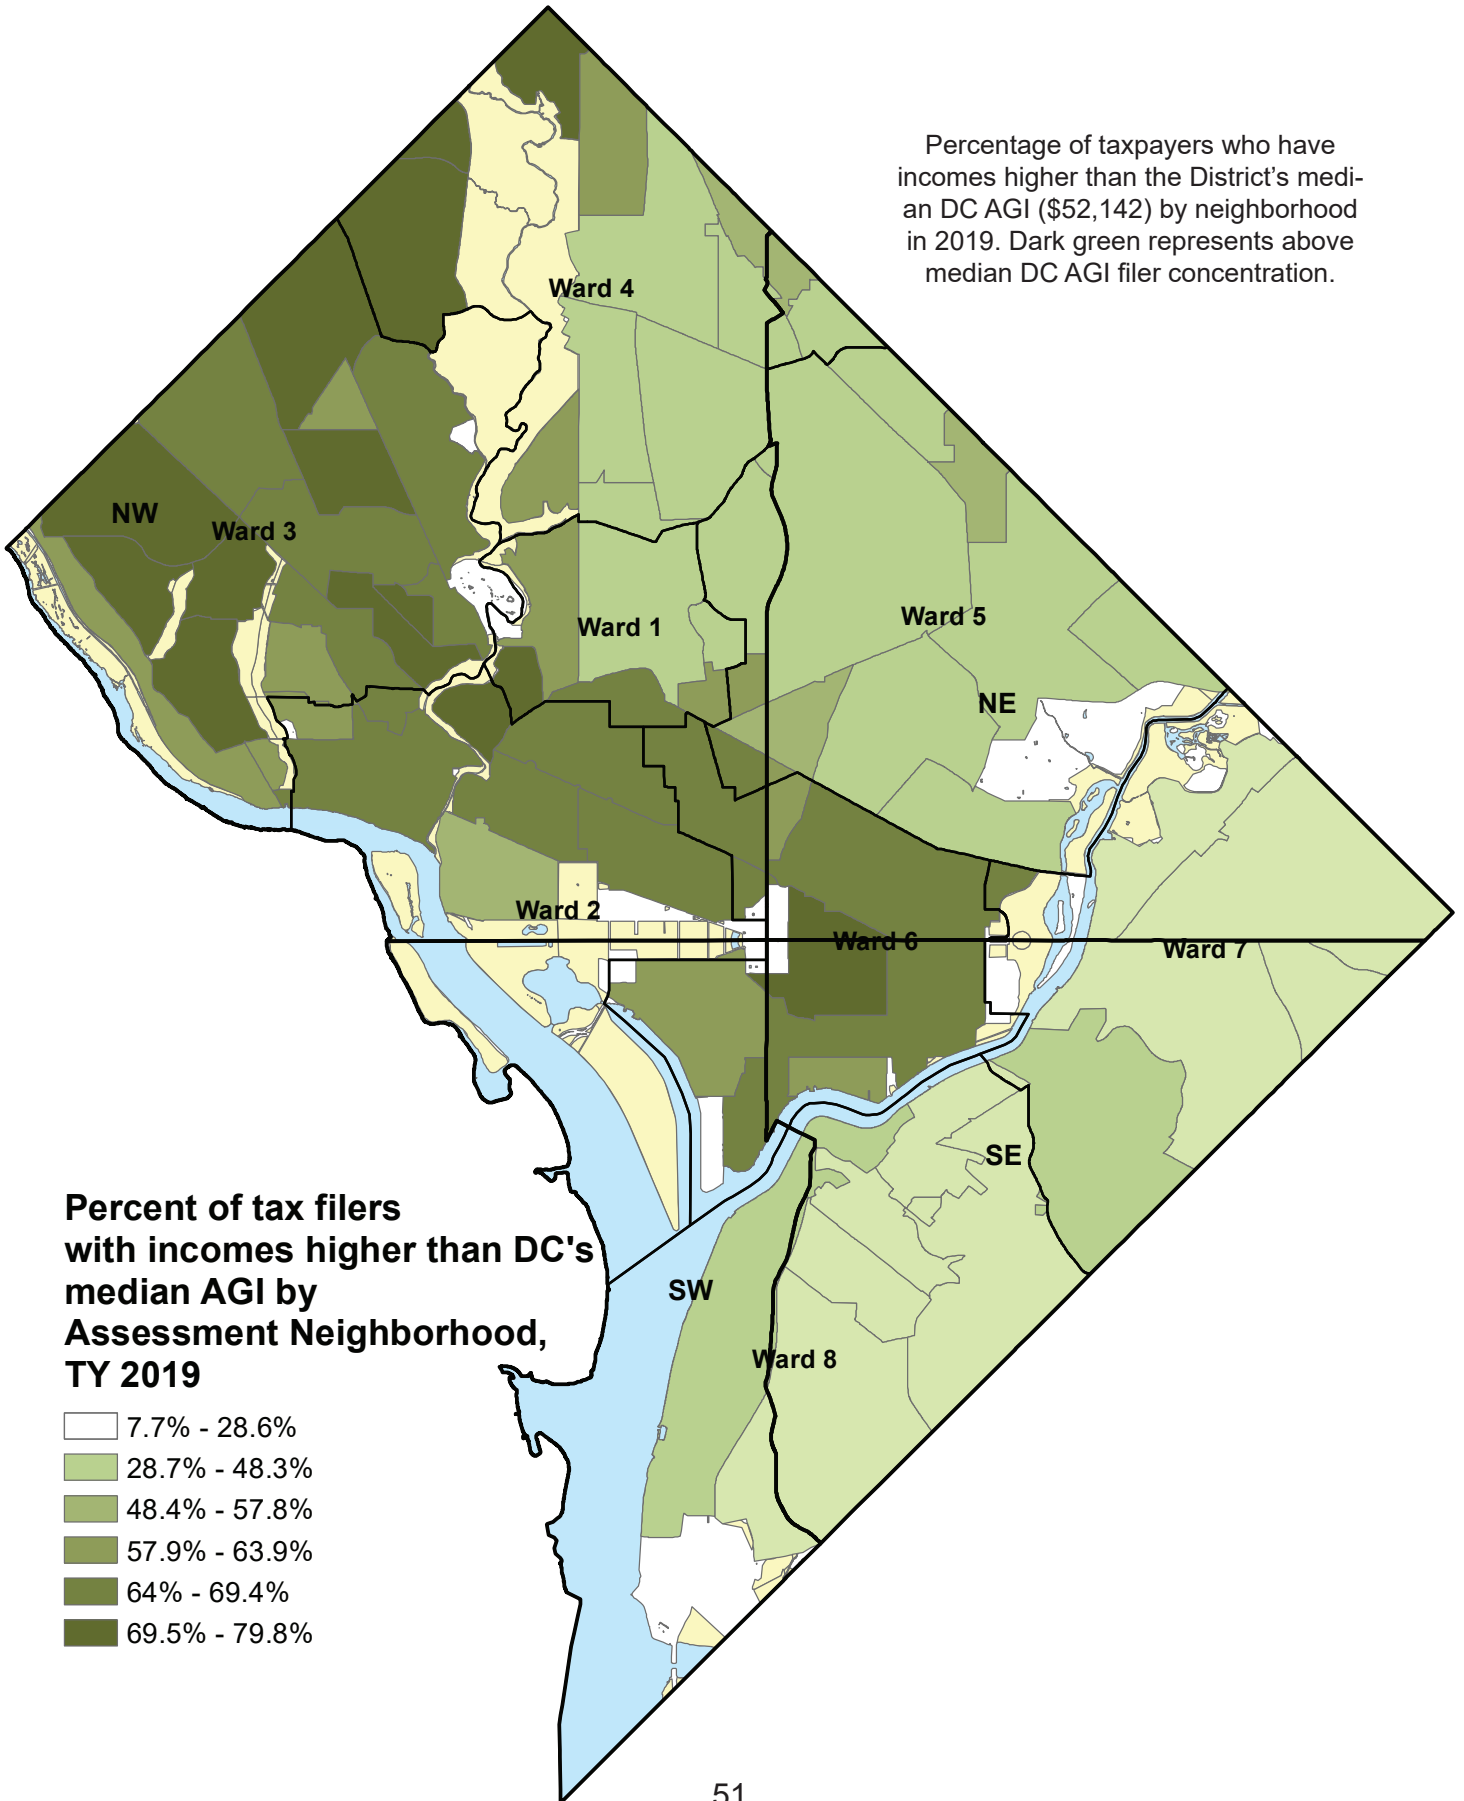 Percentage of taxpayers who have
incomes higher than the District's medi-
an DC AGI ($52,142) by neighborhood
in 2019. Dark green represents above
median DC AGI filer concentration.
Ward 4
NW
Ward 3
Ward 1
Ward 5
NE
Ward 2
Ward 6
Ward 7
SE
SW
Ward 8
Percent of tax filers
with incomes higher than DC's
median AGI by
Assessment Neighborhood,
TY 2019
7.7% - 28.6%
28.7% - 48.3%
48.4% - 57.8%
57.9% - 63.9%
64% - 69.4%
69.5% - 79.8%
51